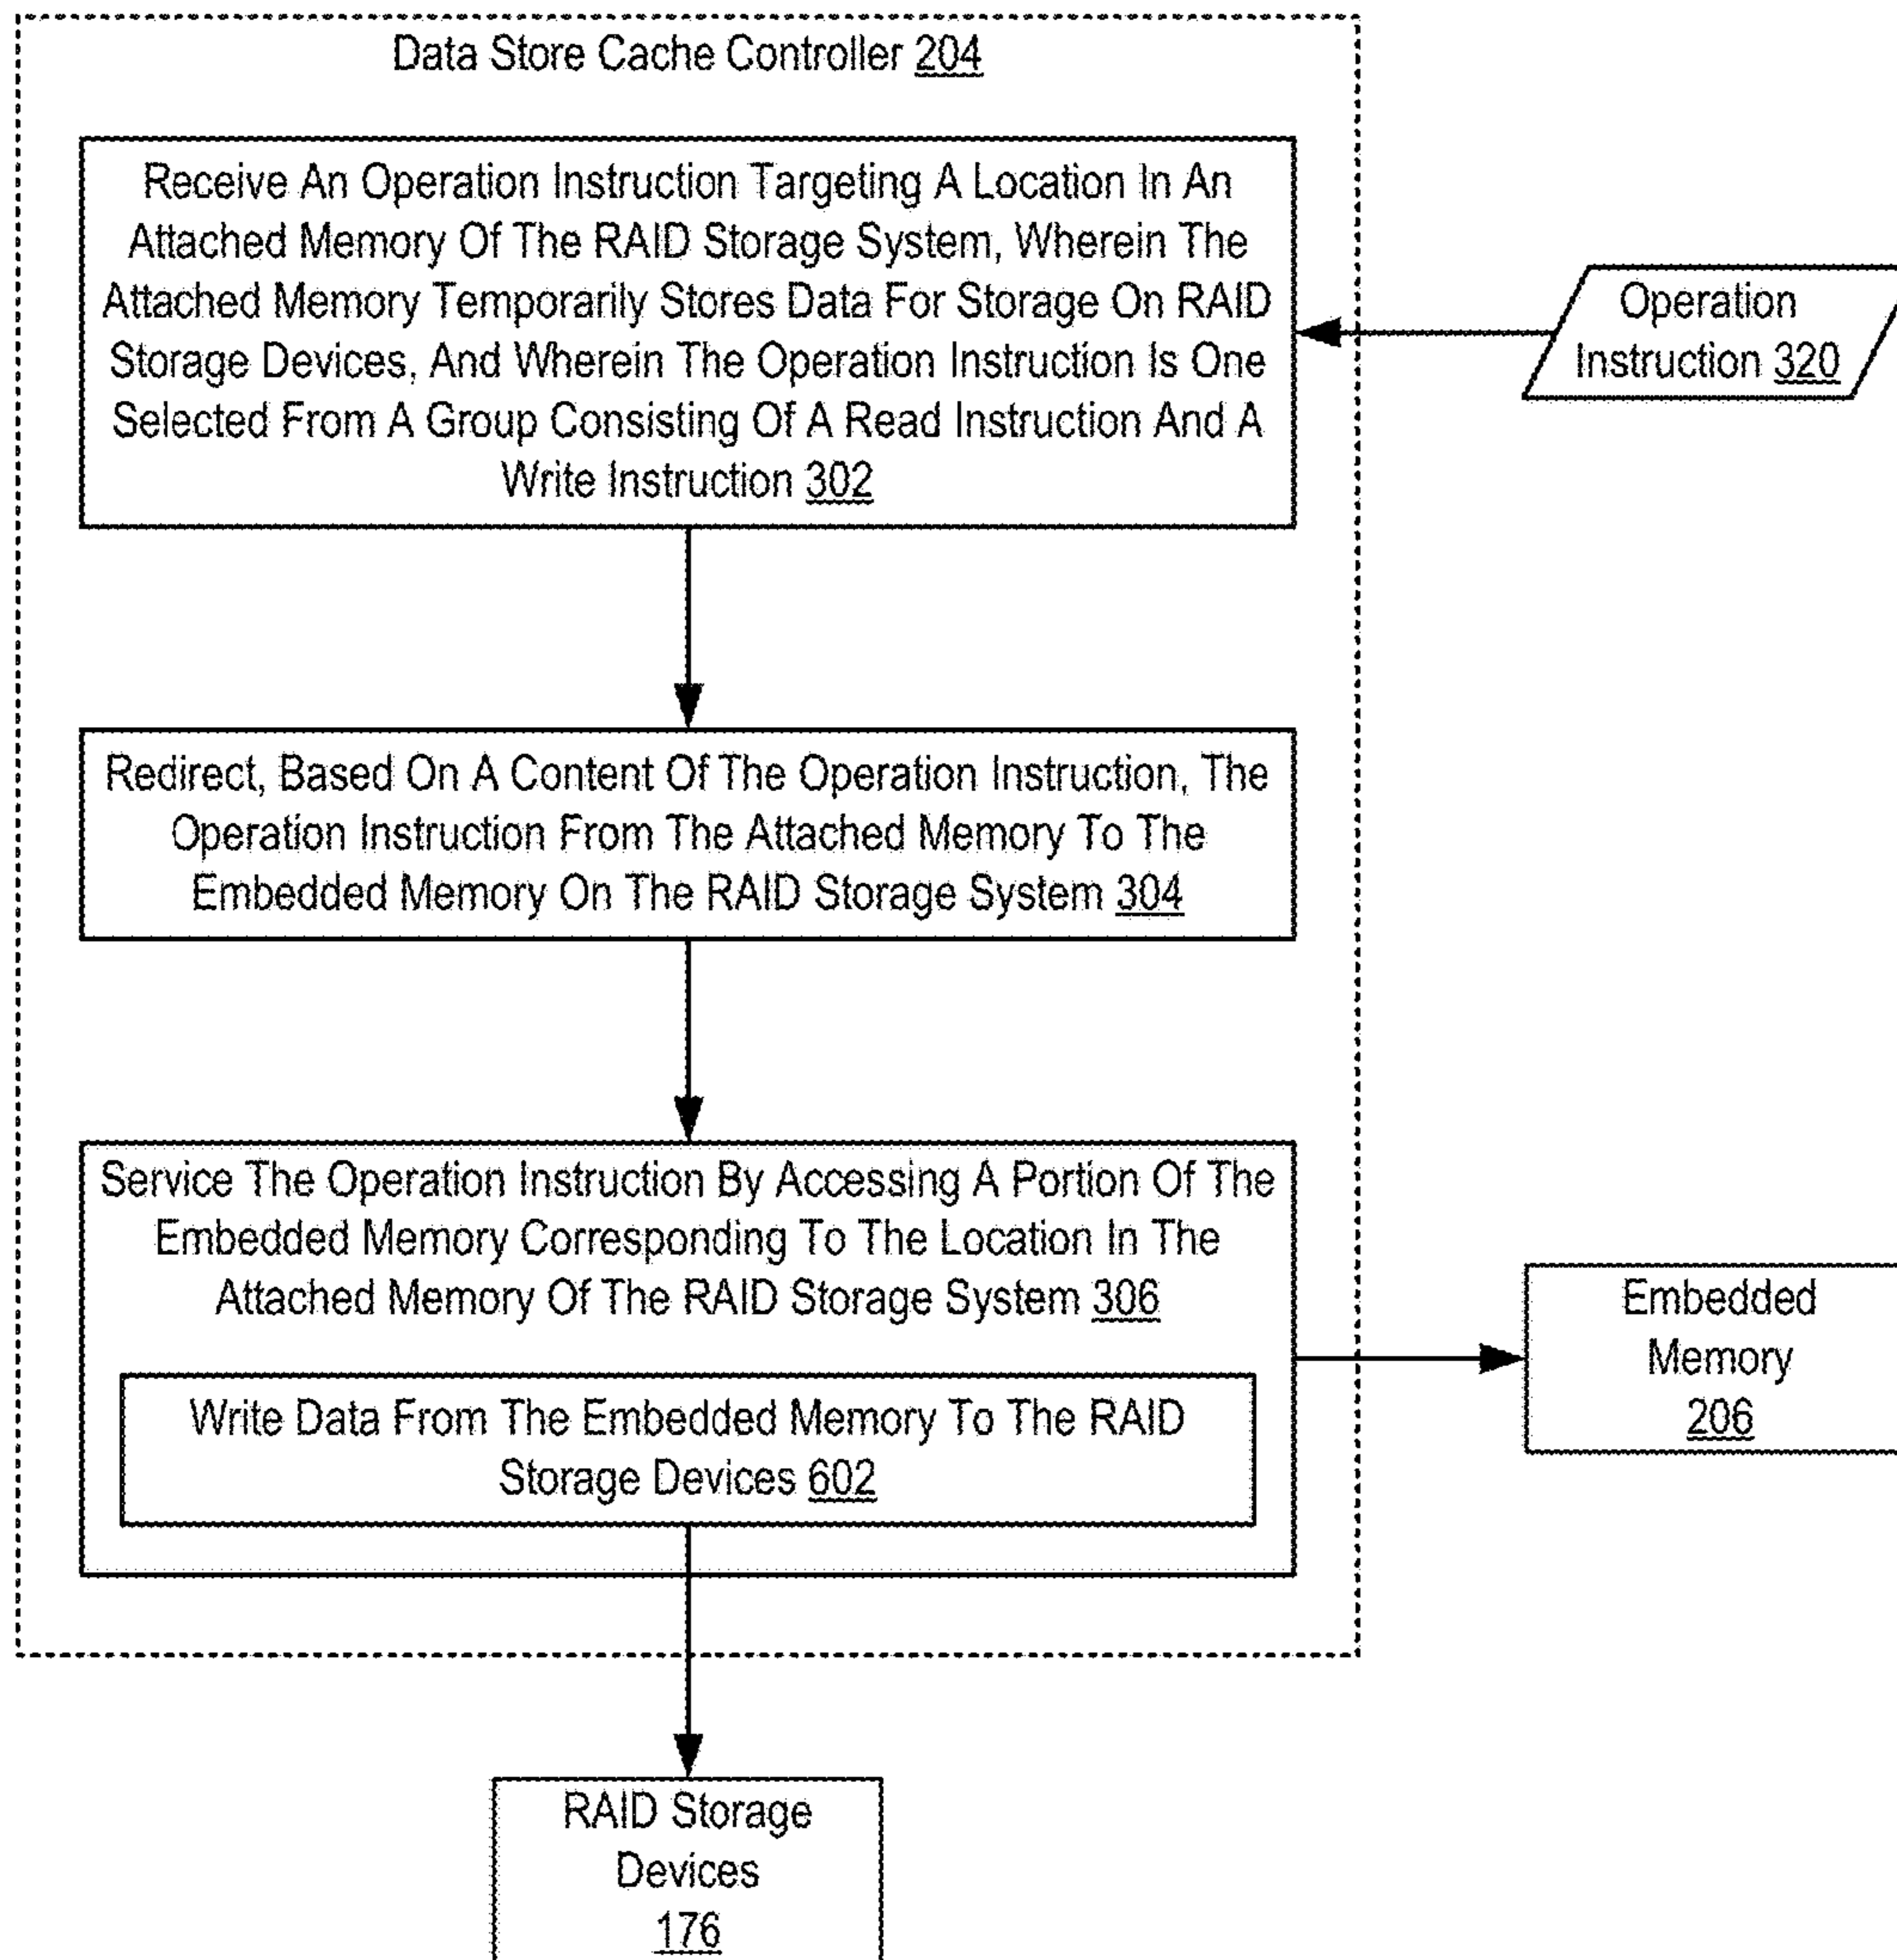 Data Store Cache Controller 204
Receive An Operation Instruction Targeting A Location In An
Attached Memory Of The RAID Storage System, Wherein The
Attached Memory Temporarily Stores Data For Storage On RAID
Storage Devices, And Wherein The Operation Instruction Is One
Selected From A Group Consisting Of A Read Instruction And A
Write Instruction 302
Operation
Instruction 320
Redirect, Based On A Content Of The Operation Instruction, The
Operation Instruction From The Attached Memory To The
Embedded Memory On The RAID Storage System 304
Service The Operation Instruction By Accessing A Portion Of The
Embedded Memory Corresponding To The Location In The
Attached Memory Of The RAID Storage System 306
Write Data From The Embedded Memory To The RAID
Storage Devices 602
Embedded
Memory
206
RAID Storage
Devices
176